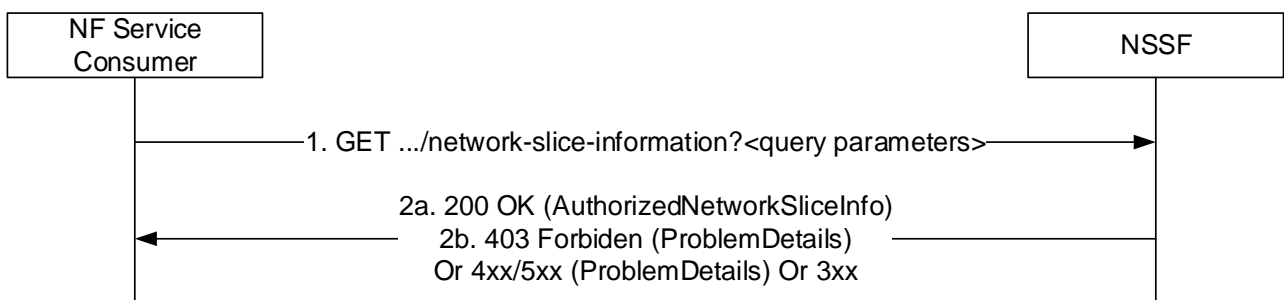 NF Service
Consumer
NSSF
1. GET .../network-slice-information?<query parameters>
2a. 200 OK (AuthorizedNetworkSliceInfo)
2b. 403 Forbiden (ProblemDetails)
Or 4xx/5xx (ProblemDetails) Or 3xx